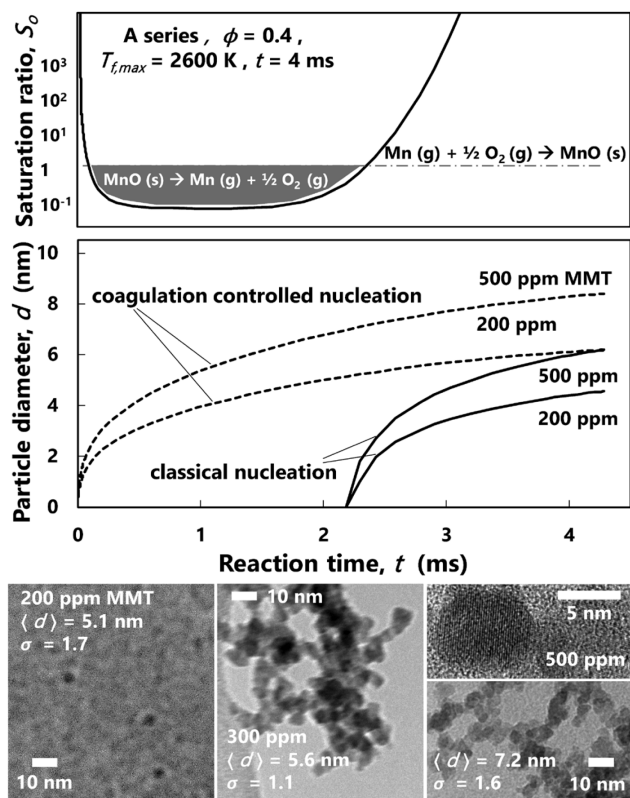 A series , ϕ = 0.4 ,
T_f,max = 2600 K , t = 4 ms
Saturation ratio, S_o
10³
10²
10¹
1
10⁻¹
Mn (g) + ½ O₂ (g) → MnO (s)
MnO (s) → Mn (g) + ½ O₂ (g)
Particle diameter, d (nm)
10
8
6
4
2
0
500 ppm MMT
coagulation controlled nucleation
200 ppm
500 ppm
200 ppm
classical nucleation
0
1
2
3
4
Reaction time, t (ms)
200 ppm MMT
⟨ d ⟩ = 5.1 nm
σ = 1.7
10 nm
10 nm
300 ppm
⟨ d ⟩ = 5.6 nm
σ = 1.1
5 nm
500 ppm
⟨ d ⟩ = 7.2 nm
σ = 1.6
10 nm